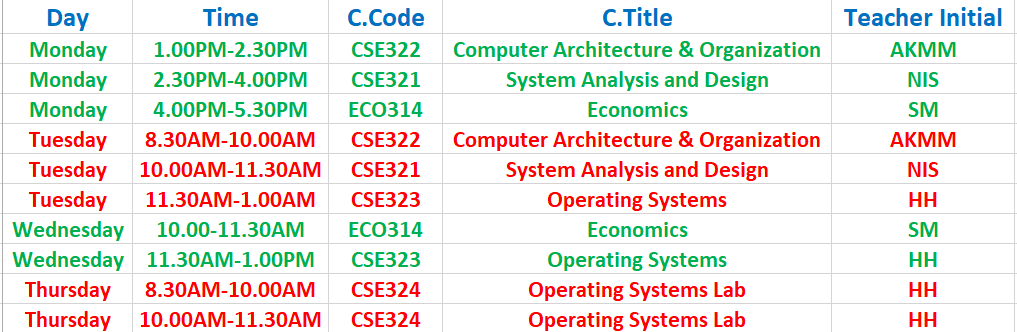 Day Time C.Code C.Title Teacher Initial
Monday 1.00PM-2.30PM CSE322 Computer Architecture & Organization AKMM
Monday 2.30PM-4.00PM CSE321 System Analysis and Design NIS
Monday 4.00PM-5.30PM ECO314 Economics SM
Tuesday 8.30AM-10.00AM CSE322 Computer Architecture & Organization AKMM
Tuesday 10.00AM-11.30AM CSE321 System Analysis and Design NIS
Tuesday 11.30AM-1.00AM CSE323 Operating Systems HH
Wednesday 10.00-11.30AM ECO314 Economics SM
Wednesday 11.30AM-1.00PM CSE323 Operating Systems HH
Thursday 8.30AM-10.00AM CSE324 Operating Systems Lab HH
Thursday 10.00AM-11.30AM CSE324 Operating Systems Lab HH